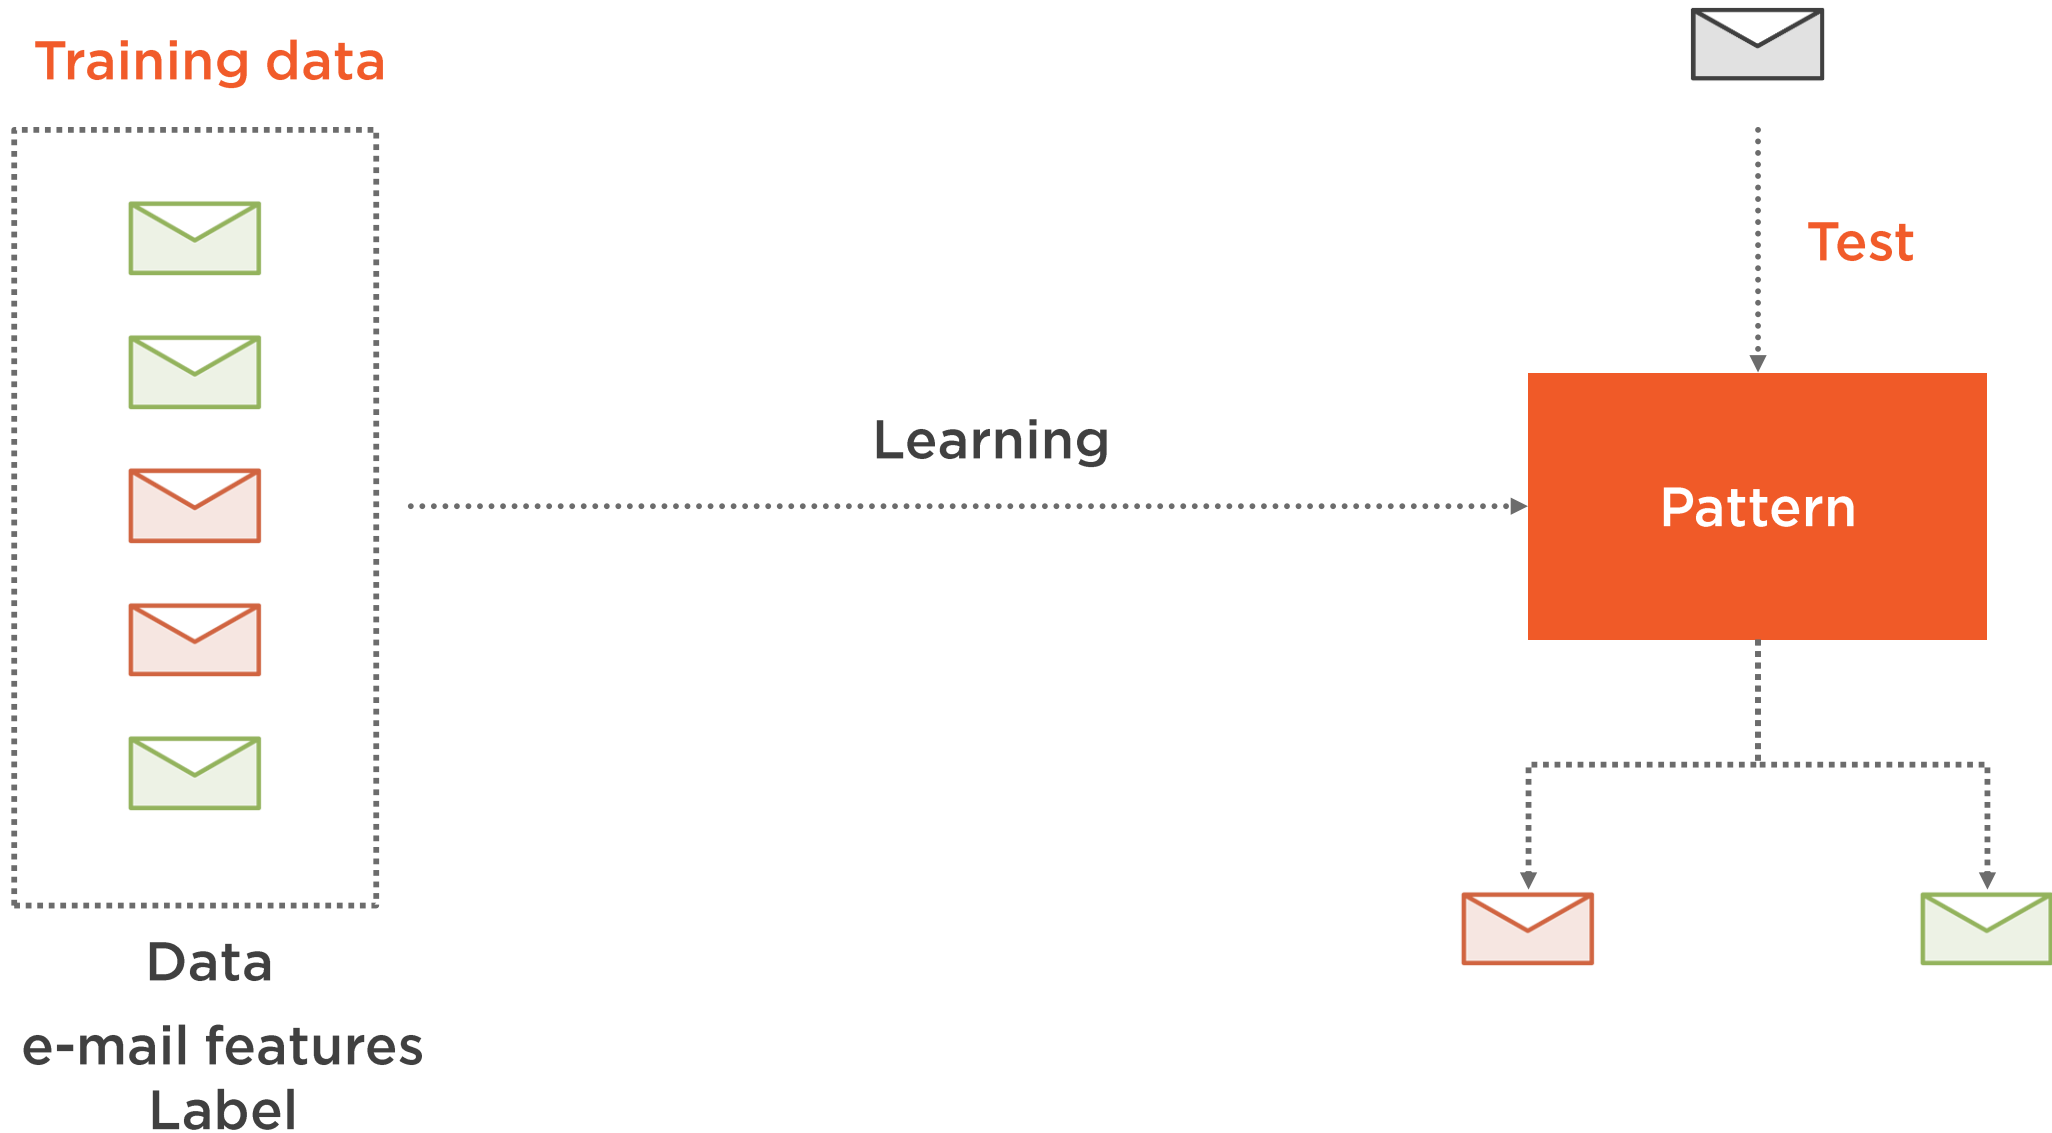 Training data
Test
Learning
Pattern
Data
e-mail features
Label